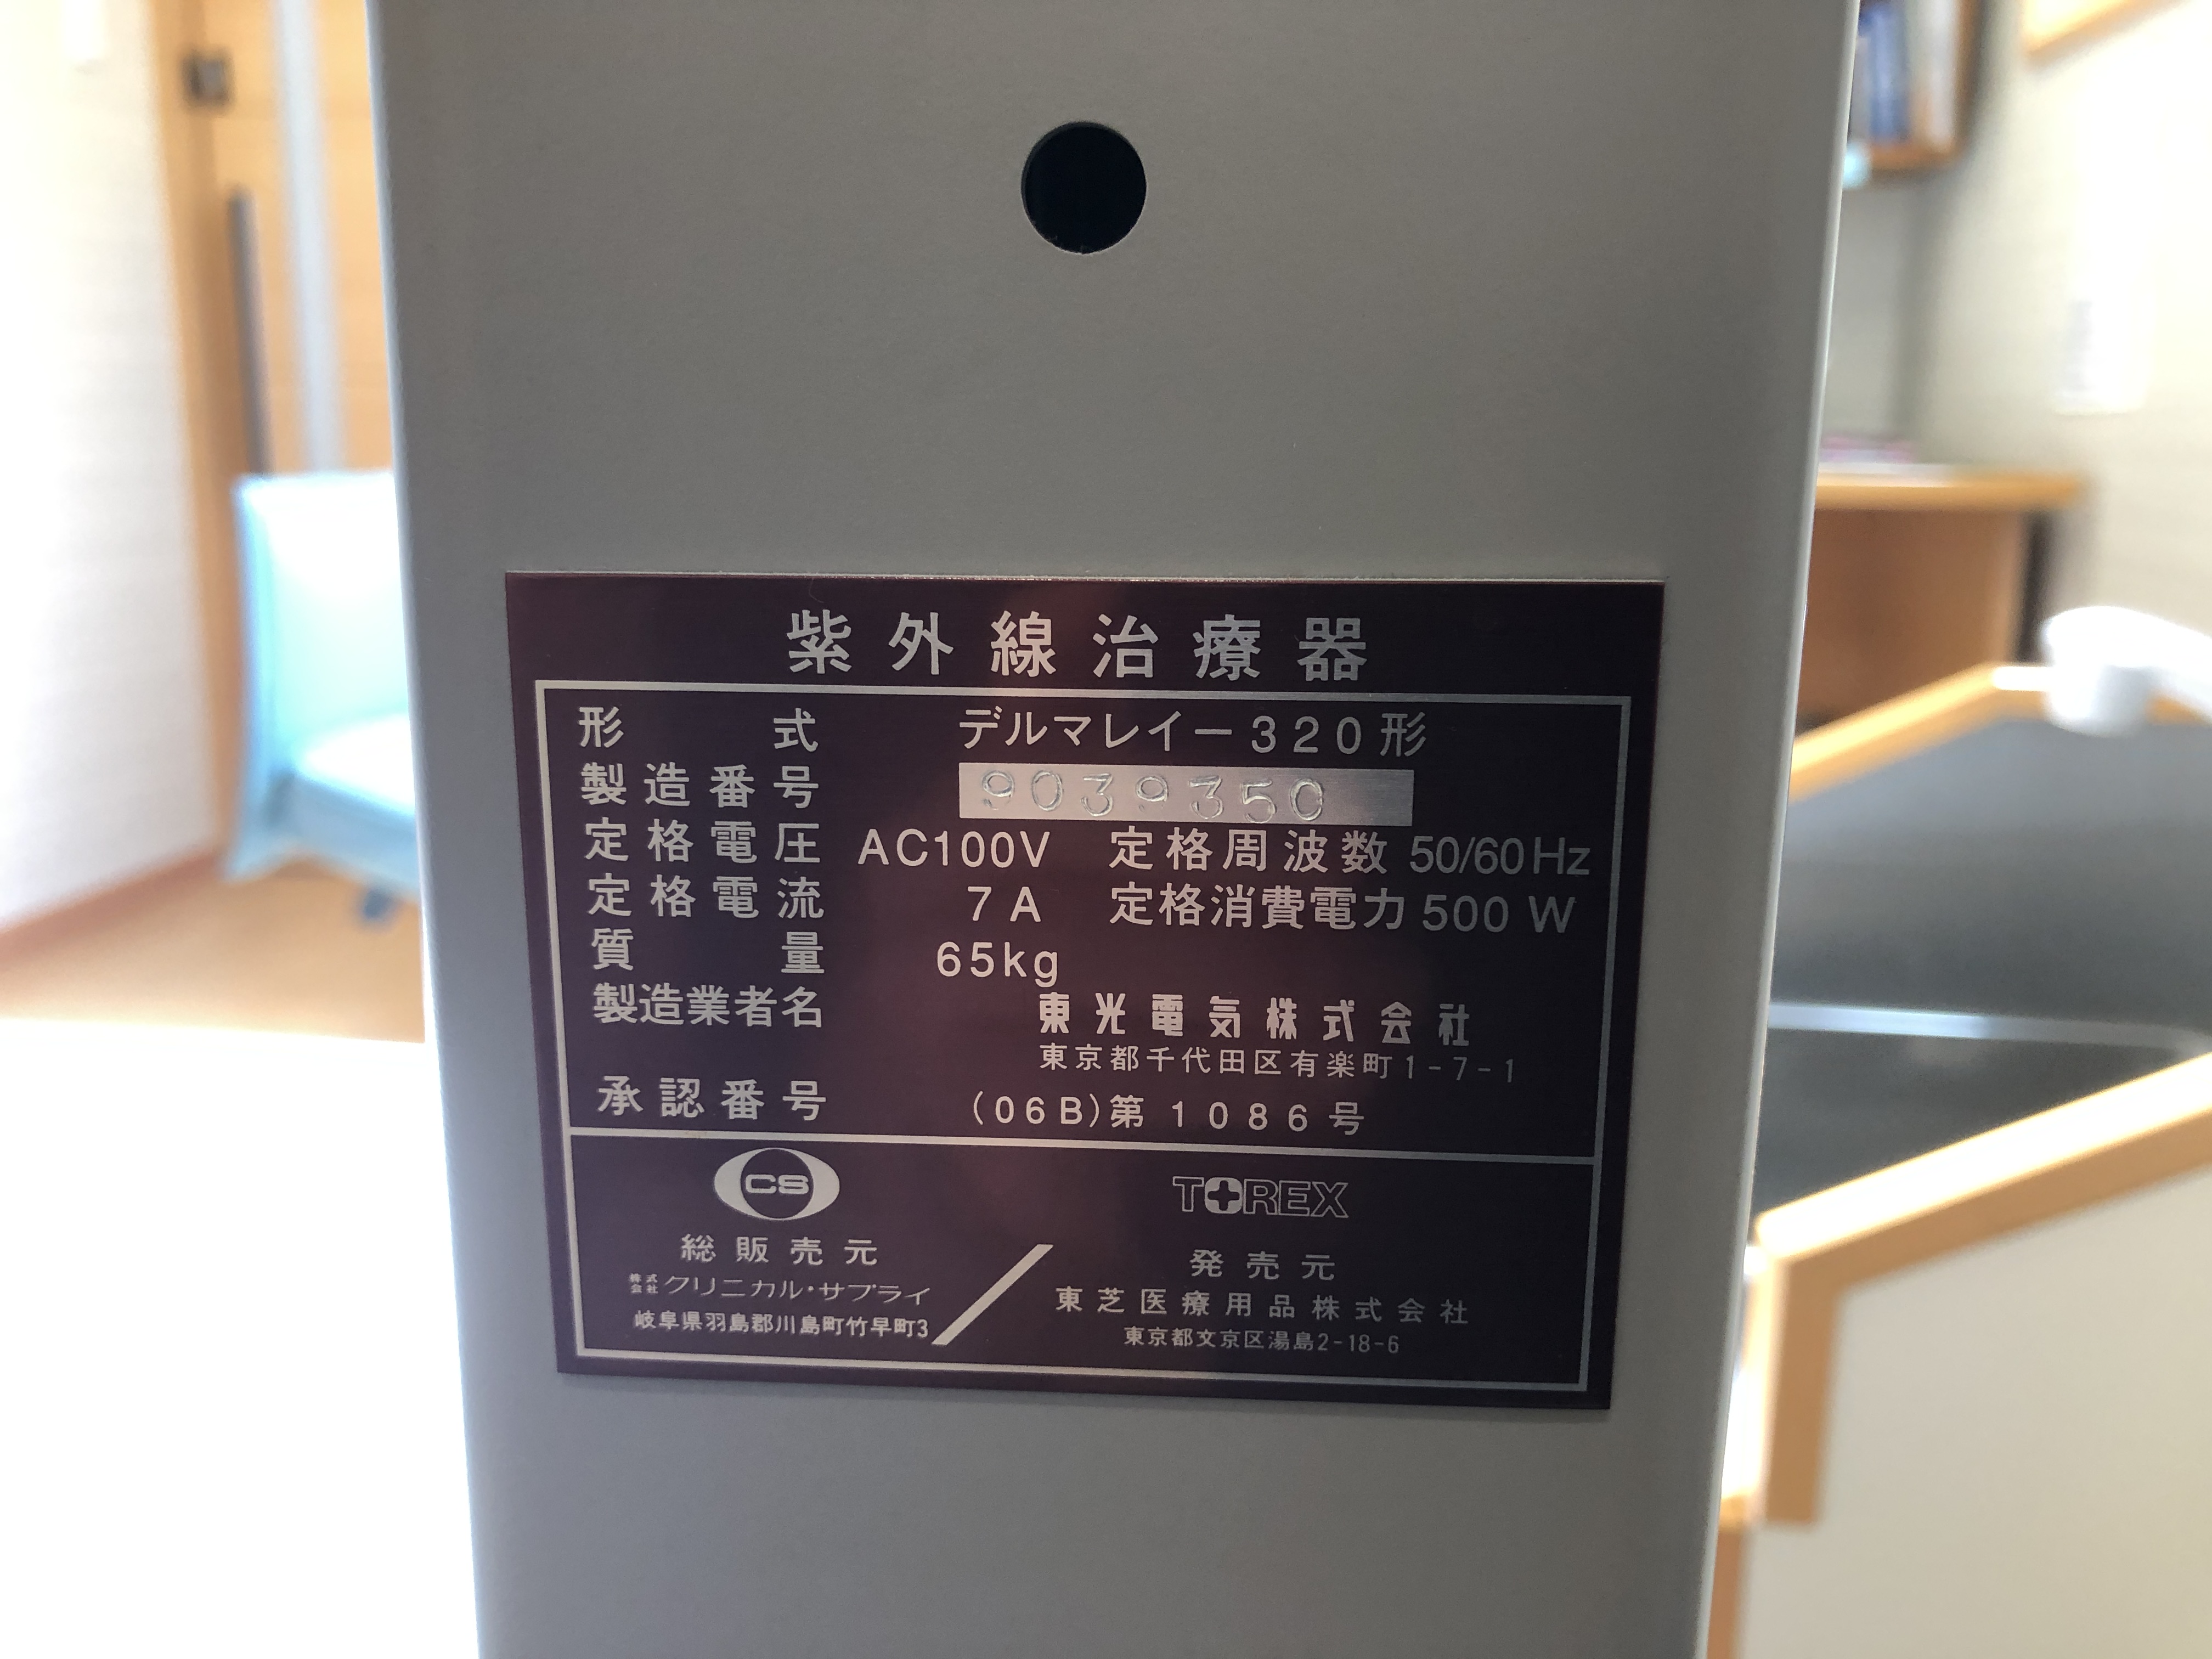 紫外線治療器
形式 デルマレイー320形
製造番号 9039350
定格電圧 AC100V 定格周波数 50/60Hz
定格電流 7A 定格消費電力 500W
質量 65kg
製造業者名 東光電気株式会社
東京都千代田区有楽町1-7-1
承認番号 (06B)第1086号
CS
総販売元
株式会社クリニカル・サプライ
岐阜県羽島郡川島町竹早町3
TOREX
発売元
東芝医療用品株式会社
東京都文京区湯島2-18-6